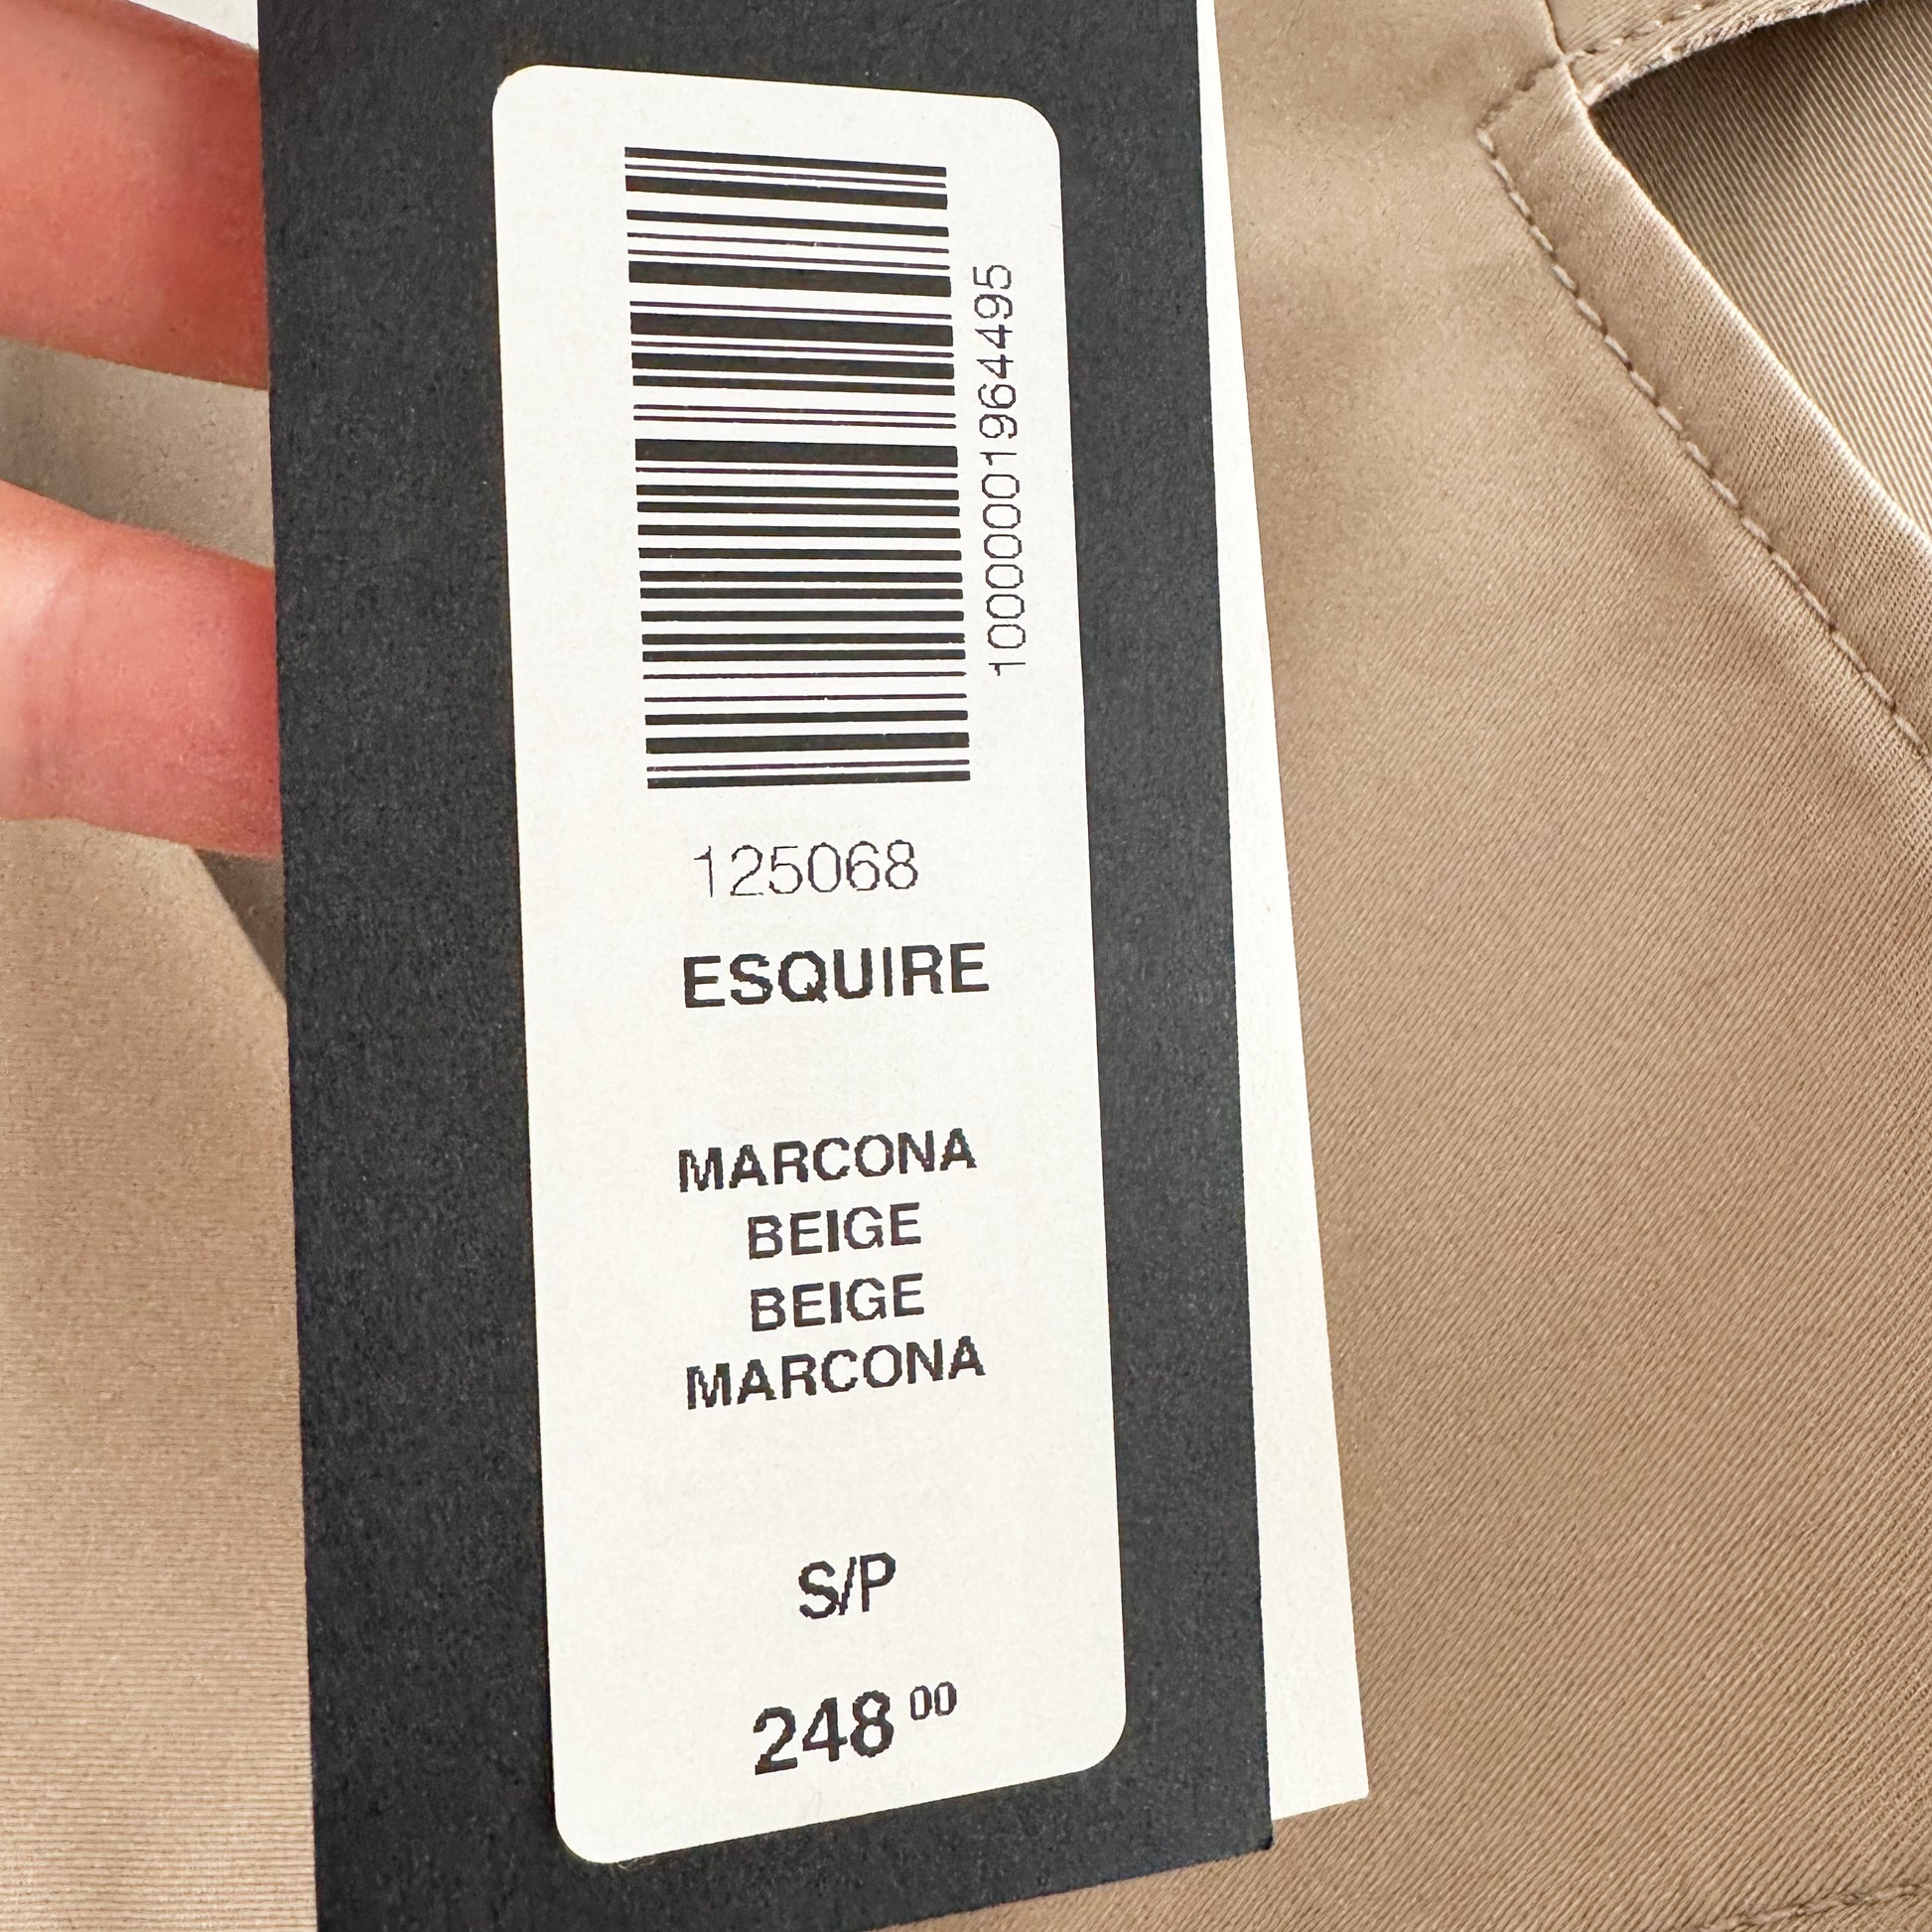 1000001964495
125068
ESQUIRE
MARCONA
BEIGE
BEIGE
MARCONA
S/P
248 00